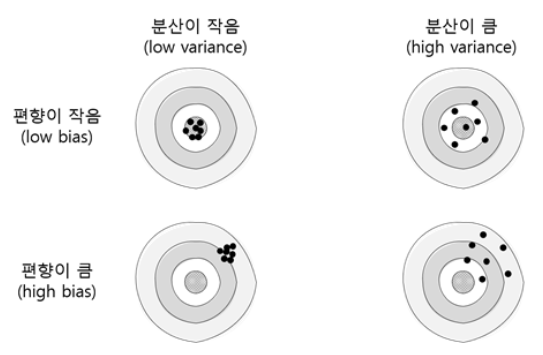 분산이 작음
(low variance)
분산이 큼
(high variance)
편향이 작음
(low bias)
편향이 큼
(high bias)